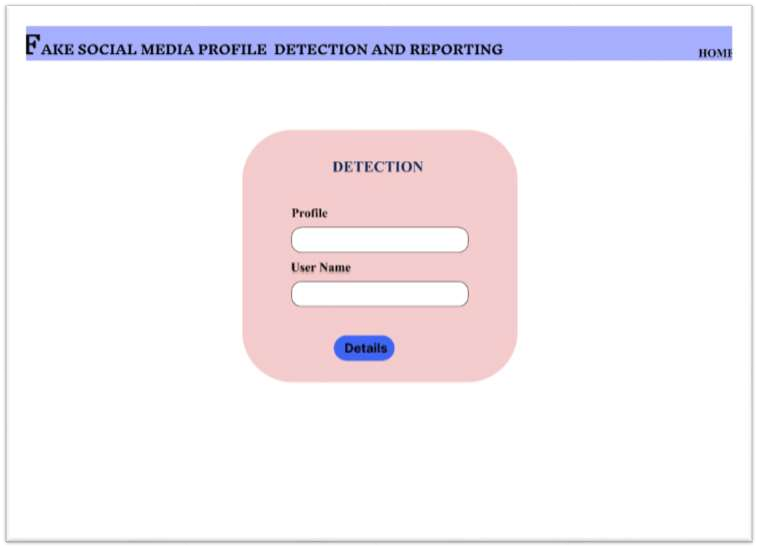 FAKE SOCIAL MEDIA PROFILE DETECTION AND REPORTING
HOME
DETECTION
Profile
User Name
Details